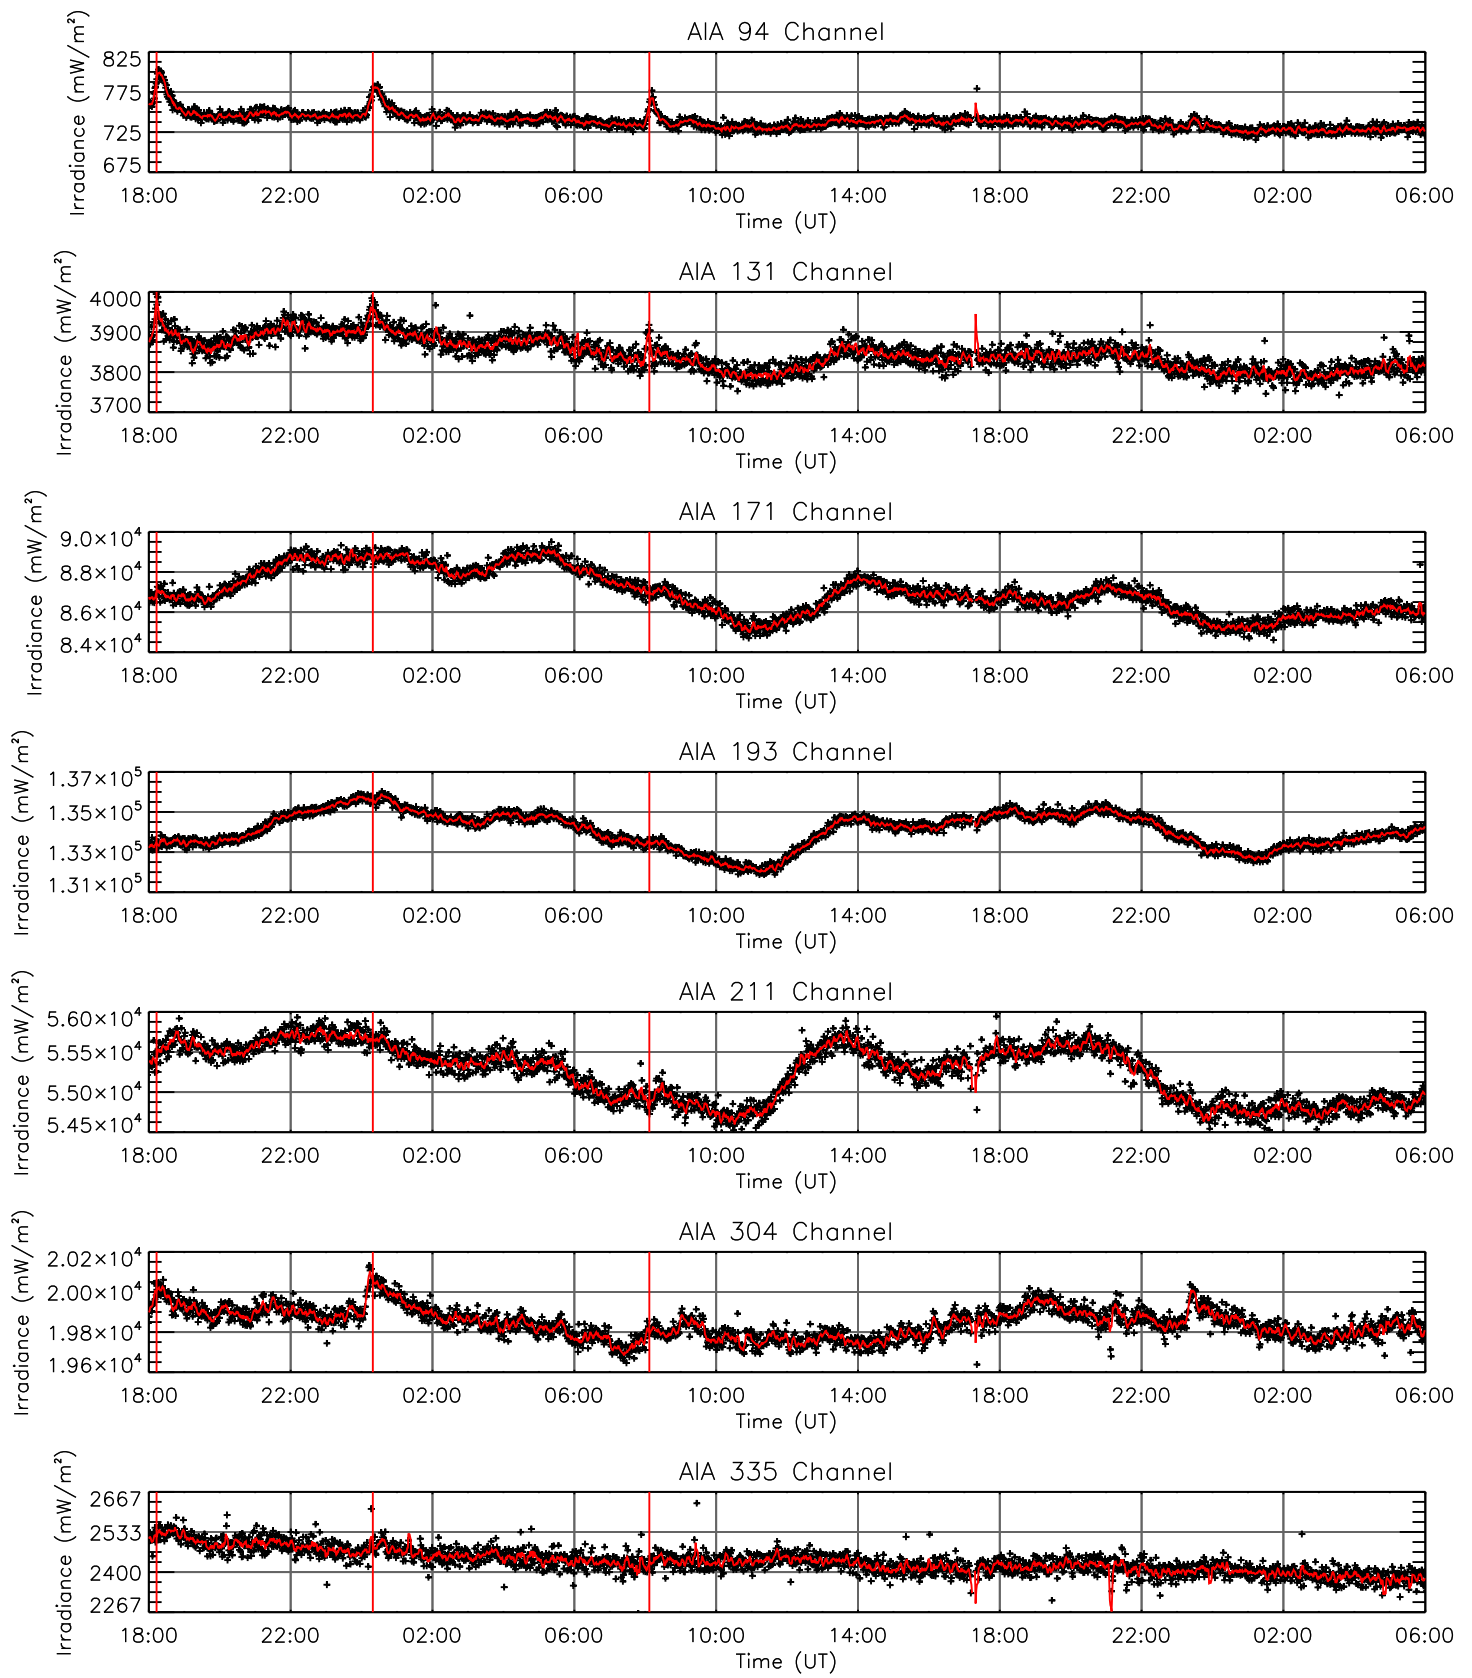 AIA 94 Channel
Irradiance (mW/m²)
825
775
725
675
18:00 22:00 02:00 06:00 10:00 14:00 18:00 22:00 02:00 06:00
Time (UT)
AIA 131 Channel
Irradiance (mW/m²)
4000
3900
3800
3700
18:00 22:00 02:00 06:00 10:00 14:00 18:00 22:00 02:00 06:00
Time (UT)
AIA 171 Channel
Irradiance (mW/m²)
9.0×10⁴
8.8×10⁴
8.6×10⁴
8.4×10⁴
18:00 22:00 02:00 06:00 10:00 14:00 18:00 22:00 02:00 06:00
Time (UT)
AIA 193 Channel
Irradiance (mW/m²)
1.37×10⁵
1.35×10⁵
1.33×10⁵
1.31×10⁵
18:00 22:00 02:00 06:00 10:00 14:00 18:00 22:00 02:00 06:00
Time (UT)
AIA 211 Channel
Irradiance (mW/m²)
5.60×10⁴
5.55×10⁴
5.50×10⁴
5.45×10⁴
18:00 22:00 02:00 06:00 10:00 14:00 18:00 22:00 02:00 06:00
Time (UT)
AIA 304 Channel
Irradiance (mW/m²)
2.02×10⁴
2.00×10⁴
1.98×10⁴
1.96×10⁴
18:00 22:00 02:00 06:00 10:00 14:00 18:00 22:00 02:00 06:00
Time (UT)
AIA 335 Channel
Irradiance (mW/m²)
2667
2533
2400
2267
18:00 22:00 02:00 06:00 10:00 14:00 18:00 22:00 02:00 06:00
Time (UT)